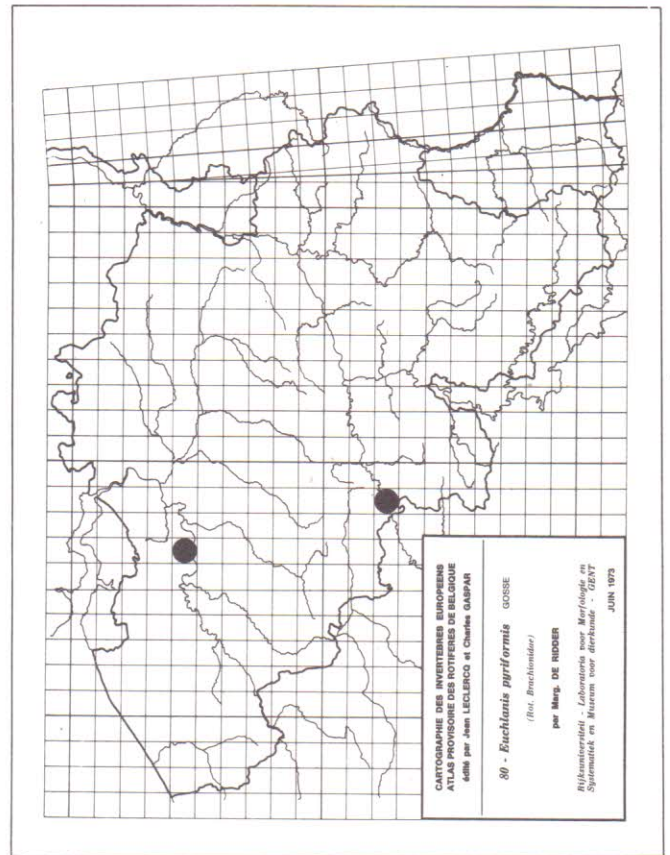 CARTOGRAPHIE DES INVERTEBRES EUROPEENS
ATLAS PROVISOIRE DES ROTIFERES DE BELGIQUE
édité par Jean LECLERCQ et Charles GASPAR
80 - Euchlanis pyriformis GOSSE
(Rot. Brachionidae)
par Marg. DE RIDDER
Rijksuniversiteit - Laboratoria voor Morfologie en
Systematiek en Museum voor dierkunde - GENT
JUIN 1973